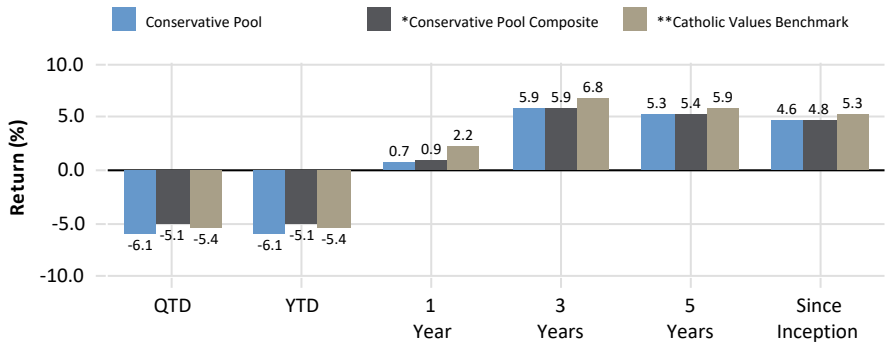 Conservative Pool *Conservative Pool Composite **Catholic Values Benchmark
Return (%)
10.0
5.0
0.0
-5.0
-10.0
-6.1 -5.1 -5.4
-6.1 -5.1 -5.4
0.7 0.9 2.2
5.9 5.9 6.8
5.3 5.4 5.9
4.6 4.8 5.3
QTD
YTD
1
Year
3
Years
5
Years
Since
Inception